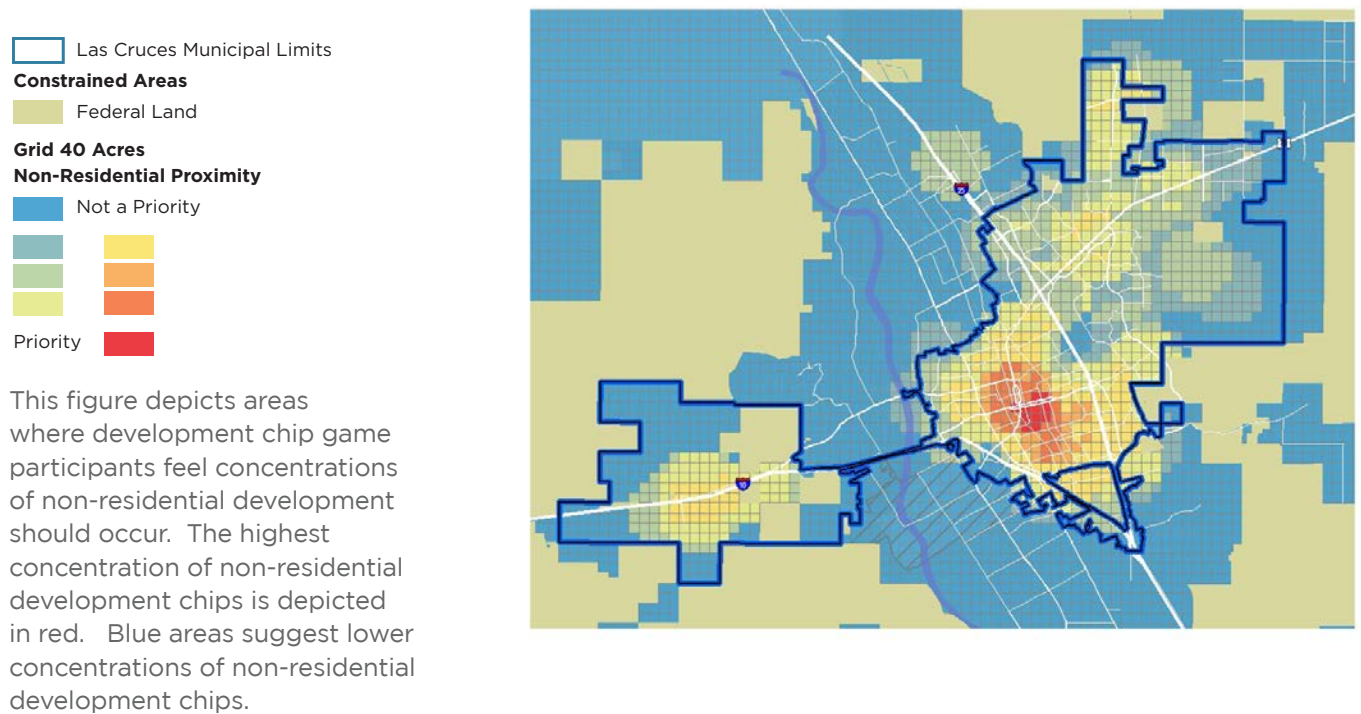 Las Cruces Municipal Limits
Constrained Areas
Federal Land
Grid 40 Acres
Non-Residential Proximity
Not a Priority
Priority
This figure depicts areas
where development chip game
participants feel concentrations
of non-residential development
should occur.  The highest
concentration of non-residential
development chips is depicted
in red.   Blue areas suggest lower
concentrations of non-residential
development chips.
25
10